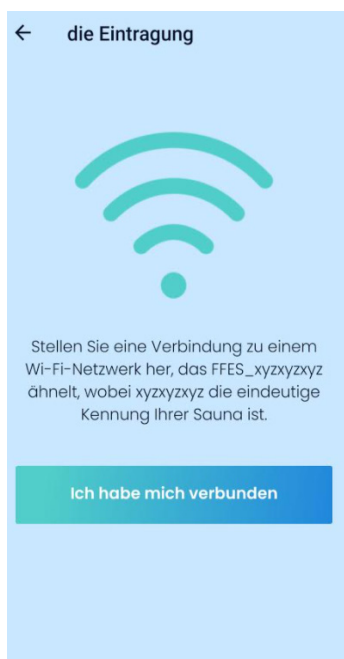 die Eintragung
Stellen Sie eine Verbindung zu einem
Wi-Fi-Netzwerk her, das FFES_xyzxyzxyz
ähnelt, wobei xyzxyzxyz die eindeutige
Kennung Ihrer Sauna ist.
Ich habe mich verbunden